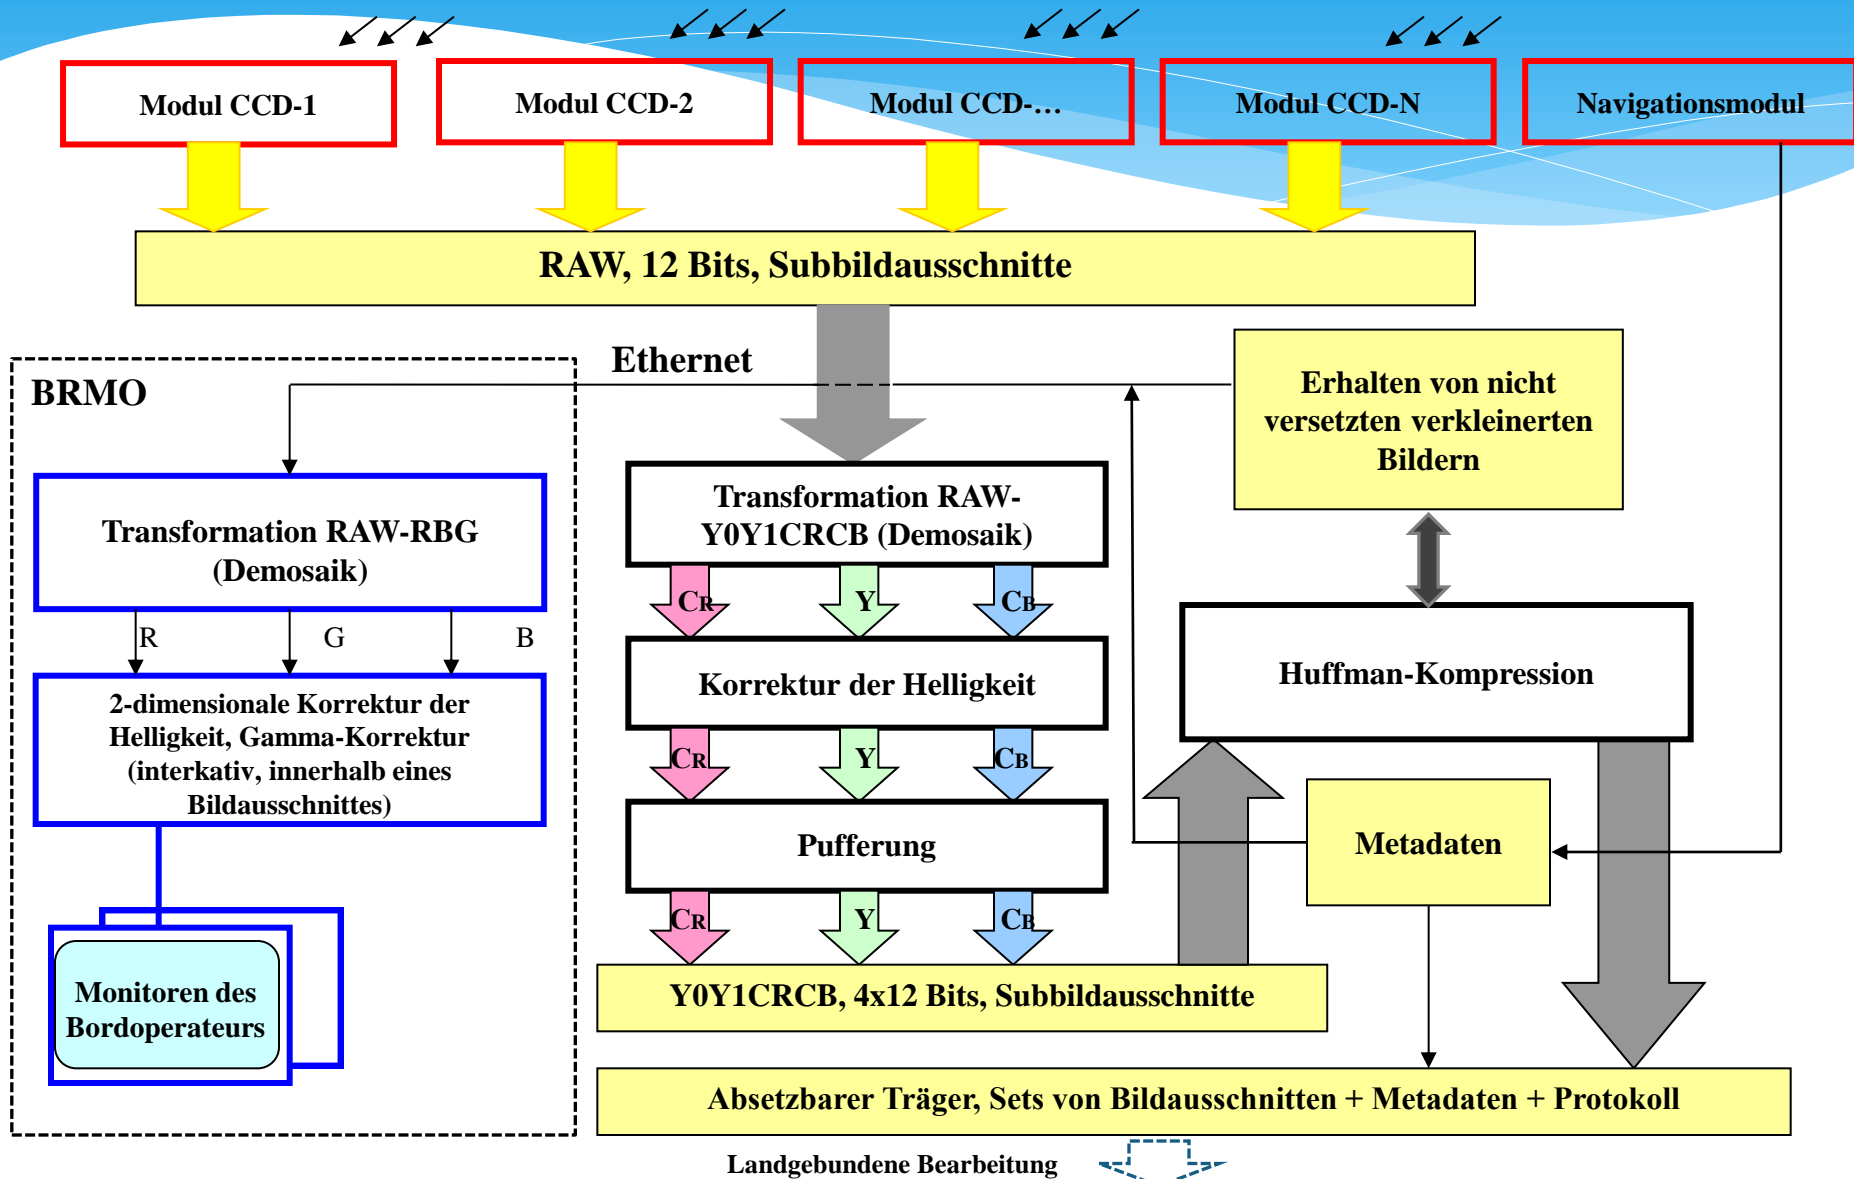 Modul CCD-1
Modul CCD-2
Modul CCD-…
Modul CCD-N
Navigationsmodul
RAW, 12 Bits, Subbildausschnitte
Ethernet
BRMO
Erhalten von nicht
versetzten verkleinerten
Bildern
Transformation RAW-RBG
(Demosaik)
Transformation RAW-
Y0Y1CRCB (Demosaik)
R
G
B
CR
Y
CB
2-dimensionale Korrektur der
Helligkeit, Gamma-Korrektur
(interkativ, innerhalb eines
Bildausschnittes)
Korrektur der Helligkeit
Huffman-Kompression
CR
Y
CB
Pufferung
Metadaten
CR
Y
CB
Monitoren des
Bordoperateurs
Y0Y1CRCB, 4x12 Bits, Subbildausschnitte
Absetzbarer Träger, Sets von Bildausschnitten + Metadaten + Protokoll
Landgebundene Bearbeitung